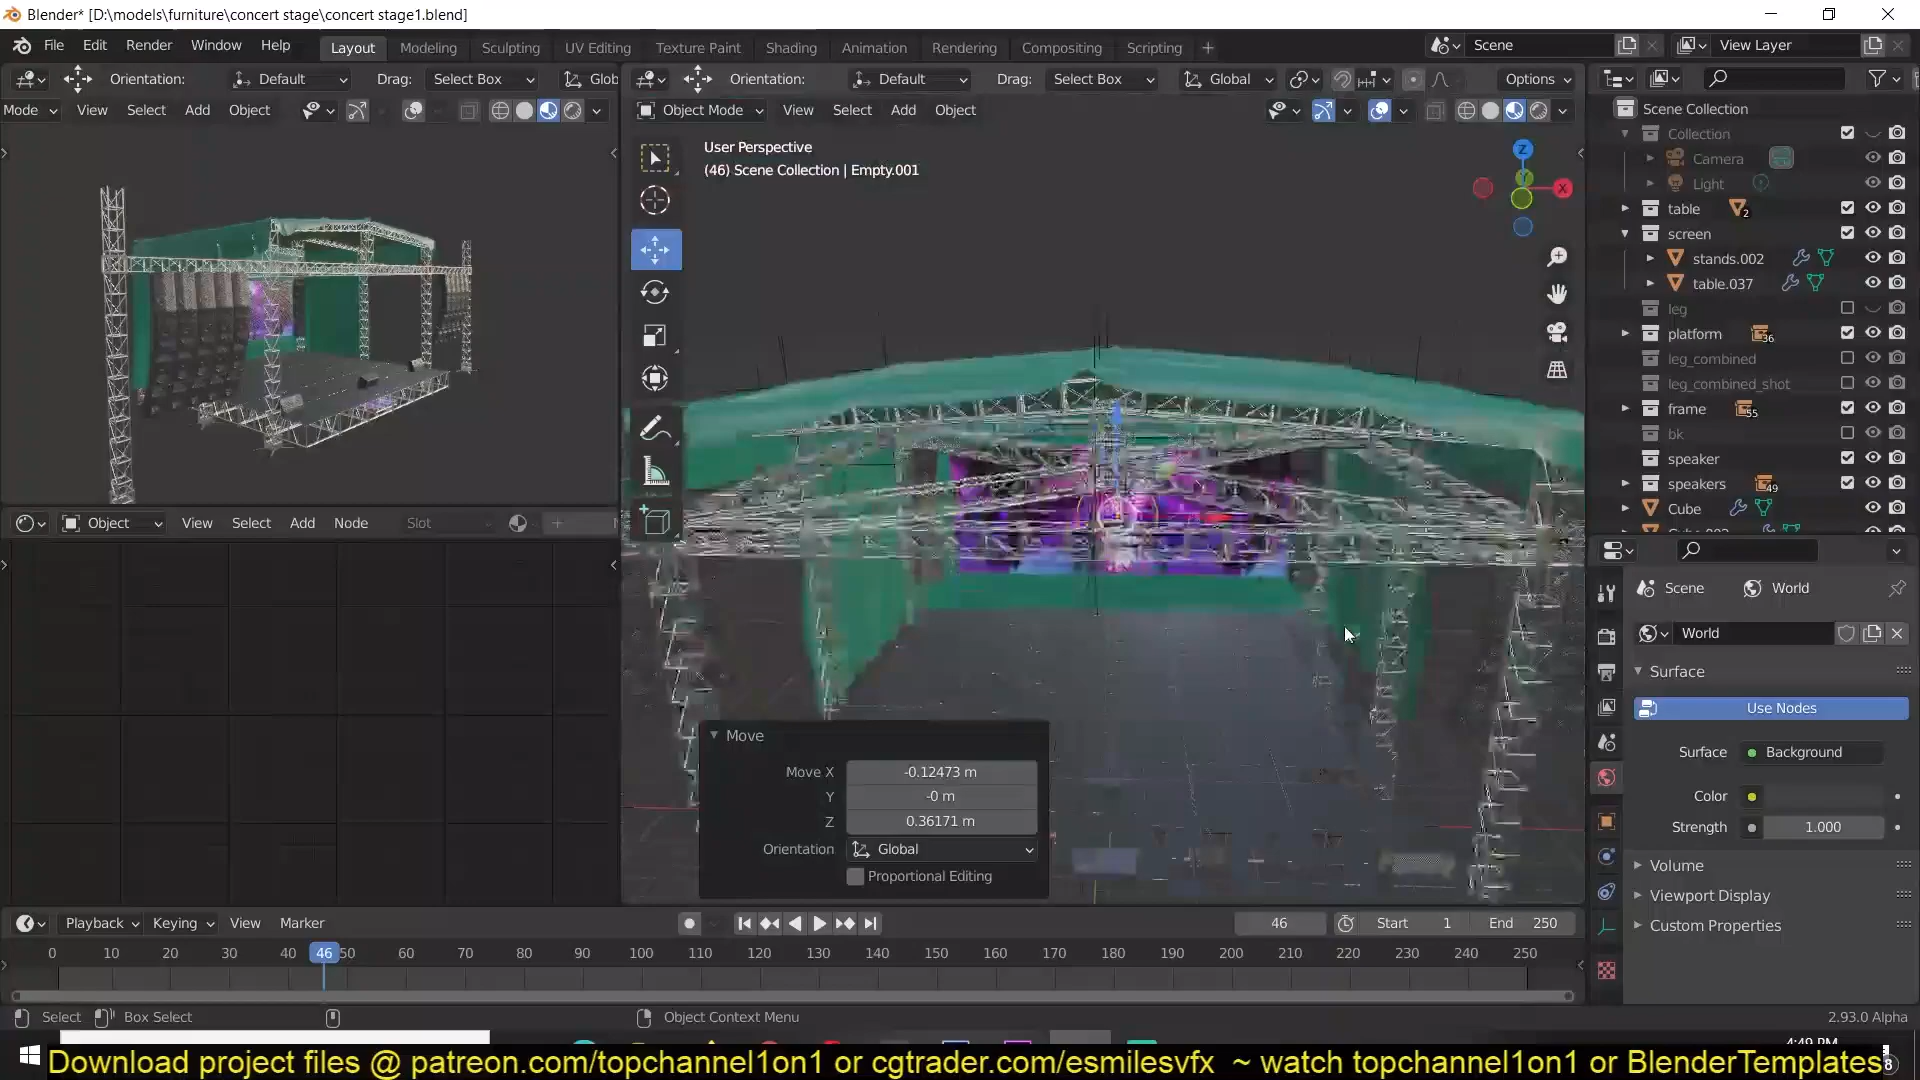 Blender* [D:\models\furniture\concert stage\concert stage1.blend]
File Edit Render Window Help Layout Modeling Sculpting UV Editing Texture Paint Shading Animation Rendering Compositing Scripting + Scene View Layer
Orientation: Default Drag: Select Box Glob
Orientation: Default Drag: Select Box Global Options
Mode View Select Add Object
Object Mode View Select Add Object
User Perspective
(46) Scene Collection | Empty.001
Z
Y
X
Scene Collection
Collection
Camera
Light
table 2
screen
stands.002
table.037
leg
platform 36
leg_combined
leg_combined_shot
frame 55
bk
speaker
speakers 49
Cube
Object View Select Add Node Slot
Scene World
World
Surface
Use Nodes
Surface Background
Color
Strength 1.000
Volume
Viewport Display
Custom Properties
Move
Move X -0.12473 m
Y -0 m
Z 0.36171 m
Orientation Global
Proportional Editing
Playback Keying View Marker 46 Start 1 End 250
0 10 20 30 40 46 50 60 70 80 90 100 110 120 130 140 150 160 170 180 190 200 210 220 230 240 250
Select Box Select Object Context Menu 2.93.0 Alpha
4:49 PM
Download project files @ patreon.com/topchannel1on1 or cgtrader.com/esmilesvfx ~ watch topchannel1on1 or BlenderTemplates